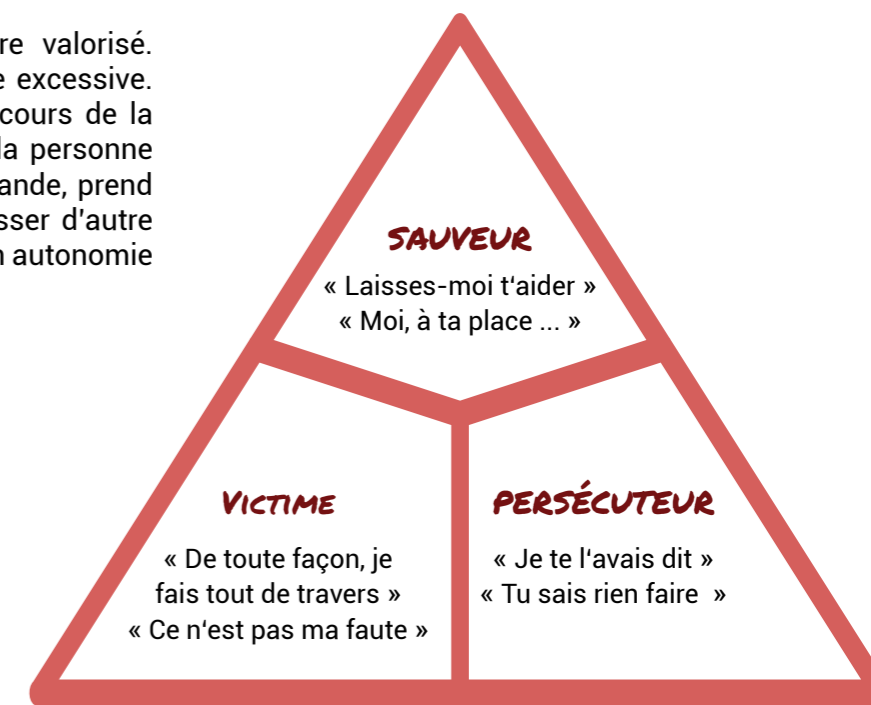 re valorisé.
e excessive.
cours de la
la personne
ande, prend
sser d'autre
n autonomie
SAUVEUR
« Laisses-moi t'aider »
« Moi, à ta place ... »
VICTIME
« De toute façon, je
fais tout de travers »
« Ce n'est pas ma faute »
PERSÉCUTEUR
« Je te l'avais dit »
« Tu sais rien faire »